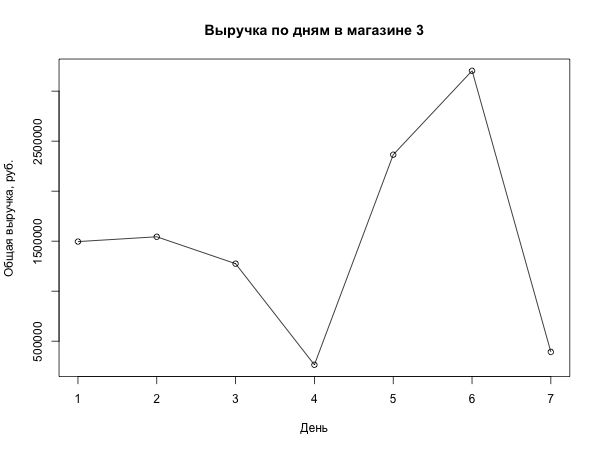 Выручка по дням в магазине 3
Общая выручка, руб.
2500000
1500000
500000
1 2 3 4 5 6 7
День